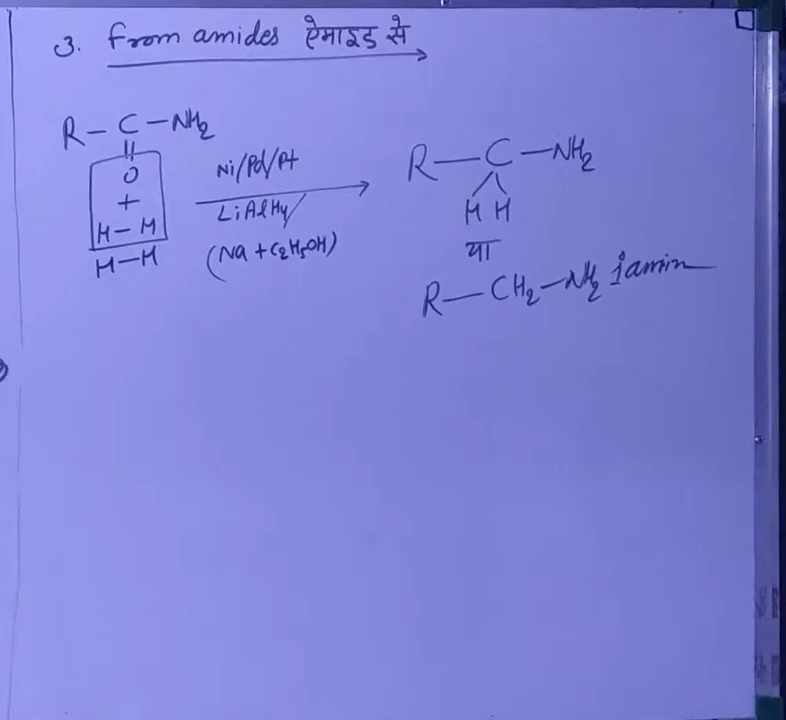 3. From amides ऐमाइड से
R-C-NH2
||
O
+
H-H
H-H
Ni/Pd/Pt
LiAlH4/
(Na+C2H5OH)
R-C-NH2
H H
या
R-CH2-NH2 1amin